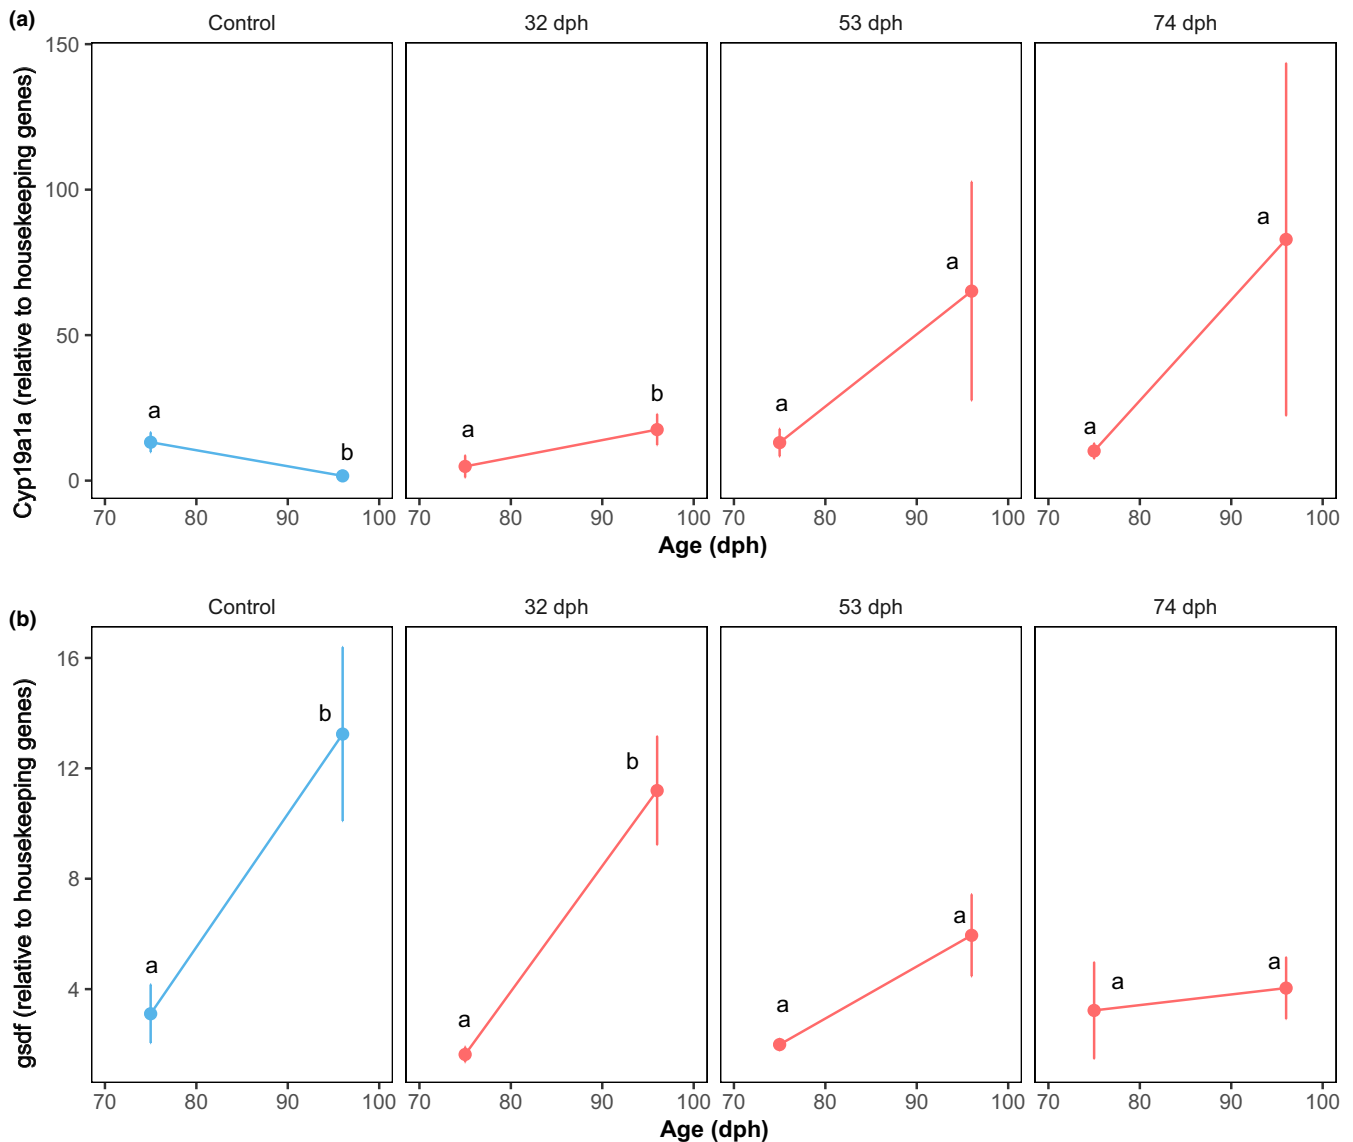 (a)
Control 32 dph 53 dph 74 dph
Cyp19a1a (relative to housekeeping genes)
150
100
50
0
a b a b a a a a
70 80 90 100 70 80 90 100 70 80 90 100 70 80 90 100
Age (dph)
(b)
Control 32 dph 53 dph 74 dph
gsdf (relative to housekeeping genes)
16
12
8
4
a b a b a a a a
70 80 90 100 70 80 90 100 70 80 90 100 70 80 90 100
Age (dph)